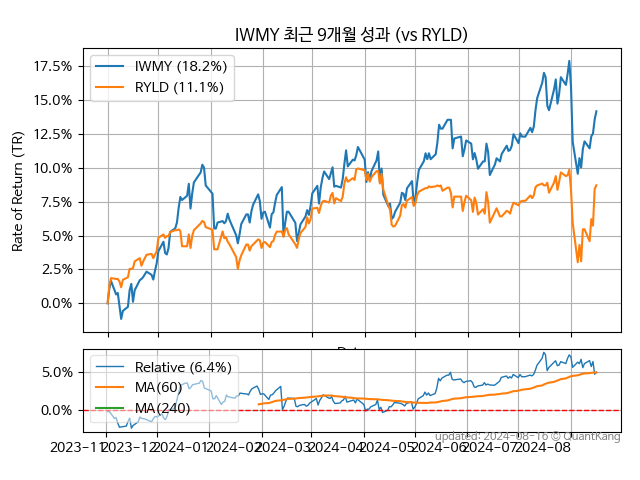 IWMY 최근 9개월 성과 (vs RYLD)
IWMY (18.2%)
RYLD (11.1%)
Rate of Return (TR)
17.5%
15.0%
12.5%
10.0%
7.5%
5.0%
2.5%
0.0%
Relative (6.4%)
MA(60)
MA(240)
5.0%
0.0%
2023-11
2023-12
2024-01
2024-02
2024-03
2024-04
2024-05
2024-06
2024-07
2024-08
updated: 2024-08-16 © QuantKang